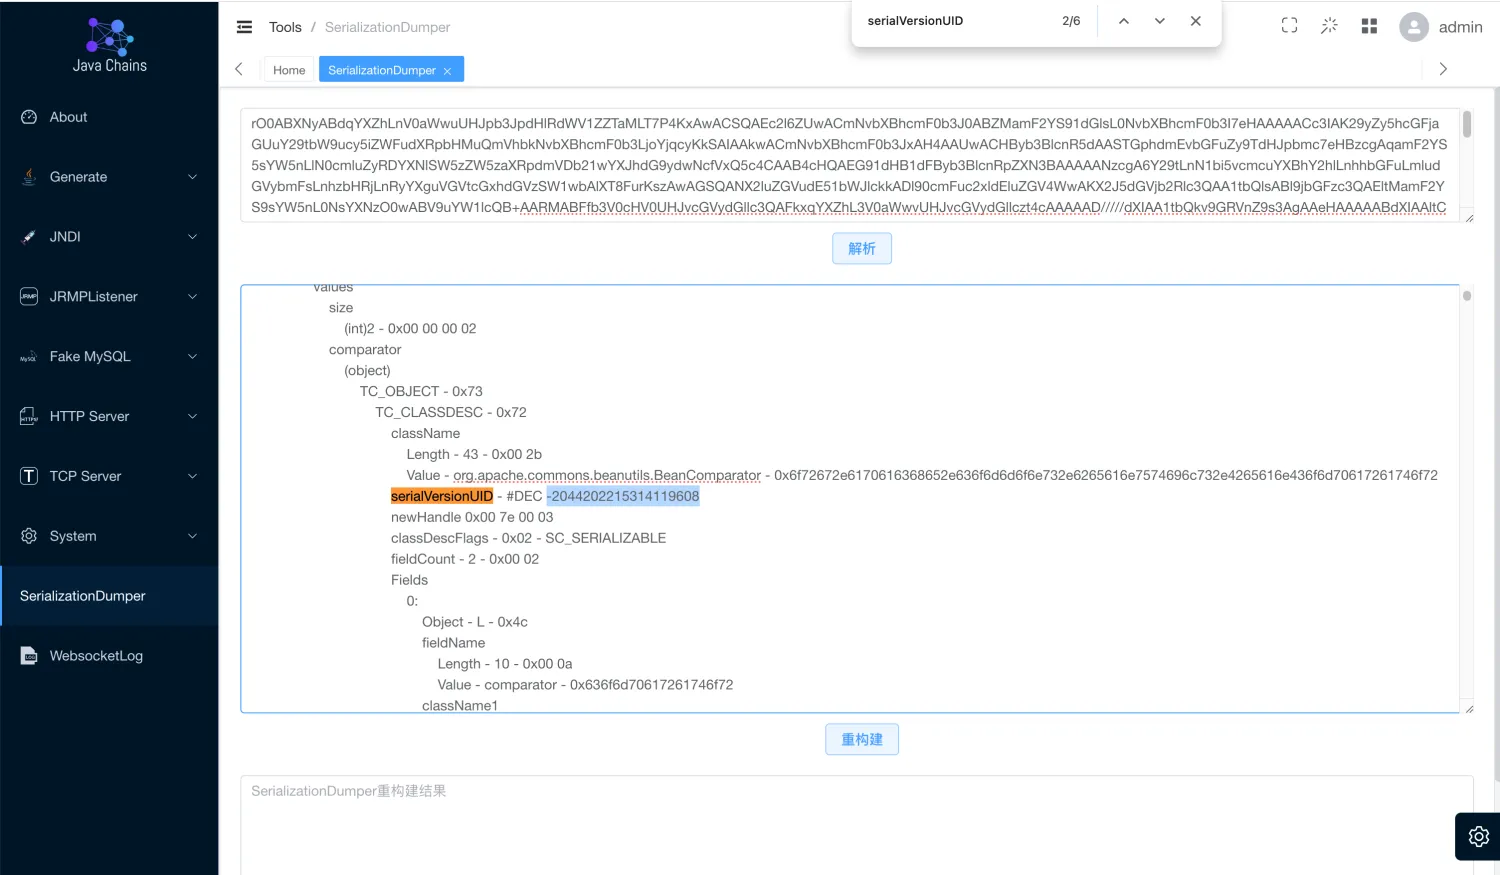 serialVersionUID 2/6
Java Chains
Tools / SerializationDumper
admin
Home
SerializationDumper
About
Generate
JNDI
JRMP JRMPListener
MySQL Fake MySQL
HTTP Server
TCP Server
System
SerializationDumper
LOG WebsocketLog
解析
values
size
(int)2 - 0x00 00 00 02
comparator
(object)
TC_OBJECT - 0x73
TC_CLASSDESC - 0x72
className
Length - 43 - 0x00 2b
Value - org.apache.commons.beanutils.BeanComparator - 0x6f72672e6170616368652e636f6d6d6f6e732e6265616e7574696c732e4265616e436f6d70617261746f72
serialVersionUID - #DEC -2044202215314119608
newHandle 0x00 7e 00 03
classDescFlags - 0x02 - SC_SERIALIZABLE
fieldCount - 2 - 0x00 02
Fields
0:
Object - L - 0x4c
fieldName
Length - 10 - 0x00 0a
Value - comparator - 0x636f6d70617261746f72
className1
重构建
SerializationDumper重构建结果